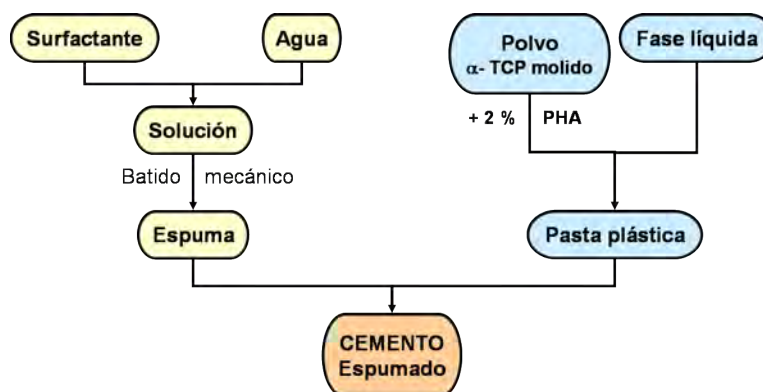 Surfactante
Agua
Polvo
α- TCP molido
Fase líquida
+ 2 % PHA
Solución
Batido mecánico
Espuma
Pasta plástica
CEMENTO
Espumado